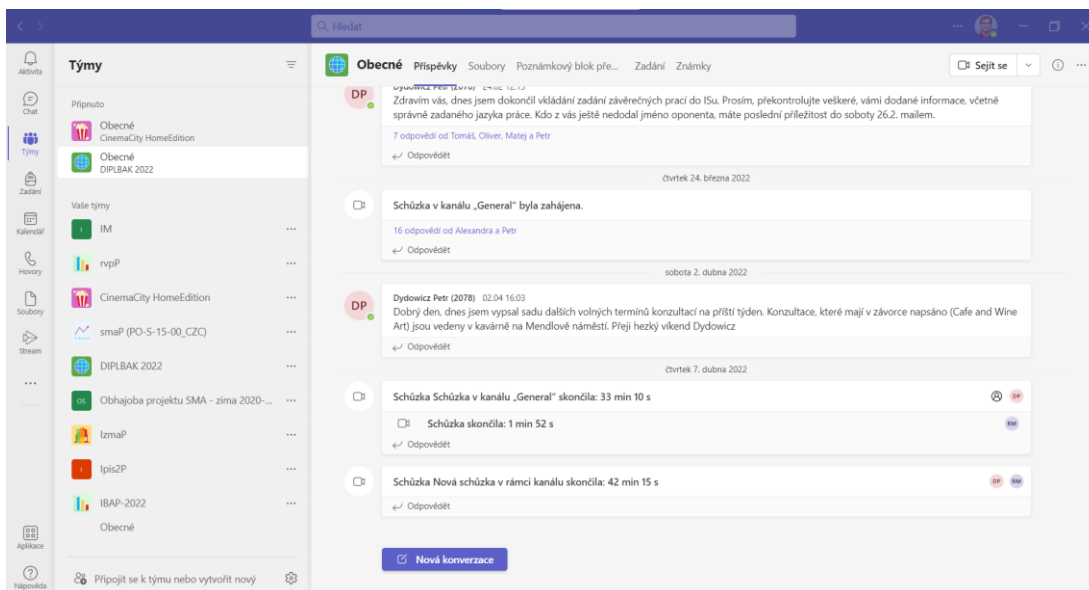 Hledat
Aktivita
Chat
Týmy
Zadání
Kalendář
Hovory
Soubory
Stream
Aplikace
Nápověda
Týmy
Připnuto
Obecné
CinemaCity HomeEdition
Obecné
DIPLBAK 2022
Vaše týmy
I IM
rvpP
CinemaCity HomeEdition
smaP (PO-S-15-00_CZC)
DIPLBAK 2022
OS Obhajoba projektu SMA - zima 2020-...
IzmaP
I Ipis2P
IBAP-2022
Obecné
Připojit se k týmu nebo vytvořit nový
Obecné Příspěvky Soubory Poznámkový blok pře... Zadání Známky
Sejít se
DP
Dydowicz Petr (2078) 24.02 12:15
Zdravím vás, dnes jsem dokončil vkládání zadání závěrečných prací do ISu. Prosím, překontrolujte veškeré, vámi dodané informace, včetně
správně zadaného jazyka práce. Kdo z vás ještě nedodal jméno oponenta, máte poslední příležitost do soboty 26.2. mailem.
7 odpovědí od Tomáš, Oliver, Matej a Petr
Odpovědět
čtvrtek 24. března 2022
Schůzka v kanálu „General" byla zahájena.
16 odpovědí od Alexandra a Petr
Odpovědět
sobota 2. dubna 2022
DP
Dydowicz Petr (2078) 02.04 16:03
Dobrý den, dnes jsem vypsal sadu dalších volných termínů konzultací na příští týden. Konzultace, které mají v závorce napsáno (Cafe and Wine
Art) jsou vedeny v kavárně na Mendlově náměstí. Přeji hezký víkend Dydowicz
Odpovědět
čtvrtek 7. dubna 2022
Schůzka Schůzka v kanálu „General" skončila: 33 min 10 s DP
Schůzka skončila: 1 min 52 s RM
Odpovědět
Schůzka Nová schůzka v rámci kanálu skončila: 42 min 15 s DP RM
Odpovědět
Nová konverzace